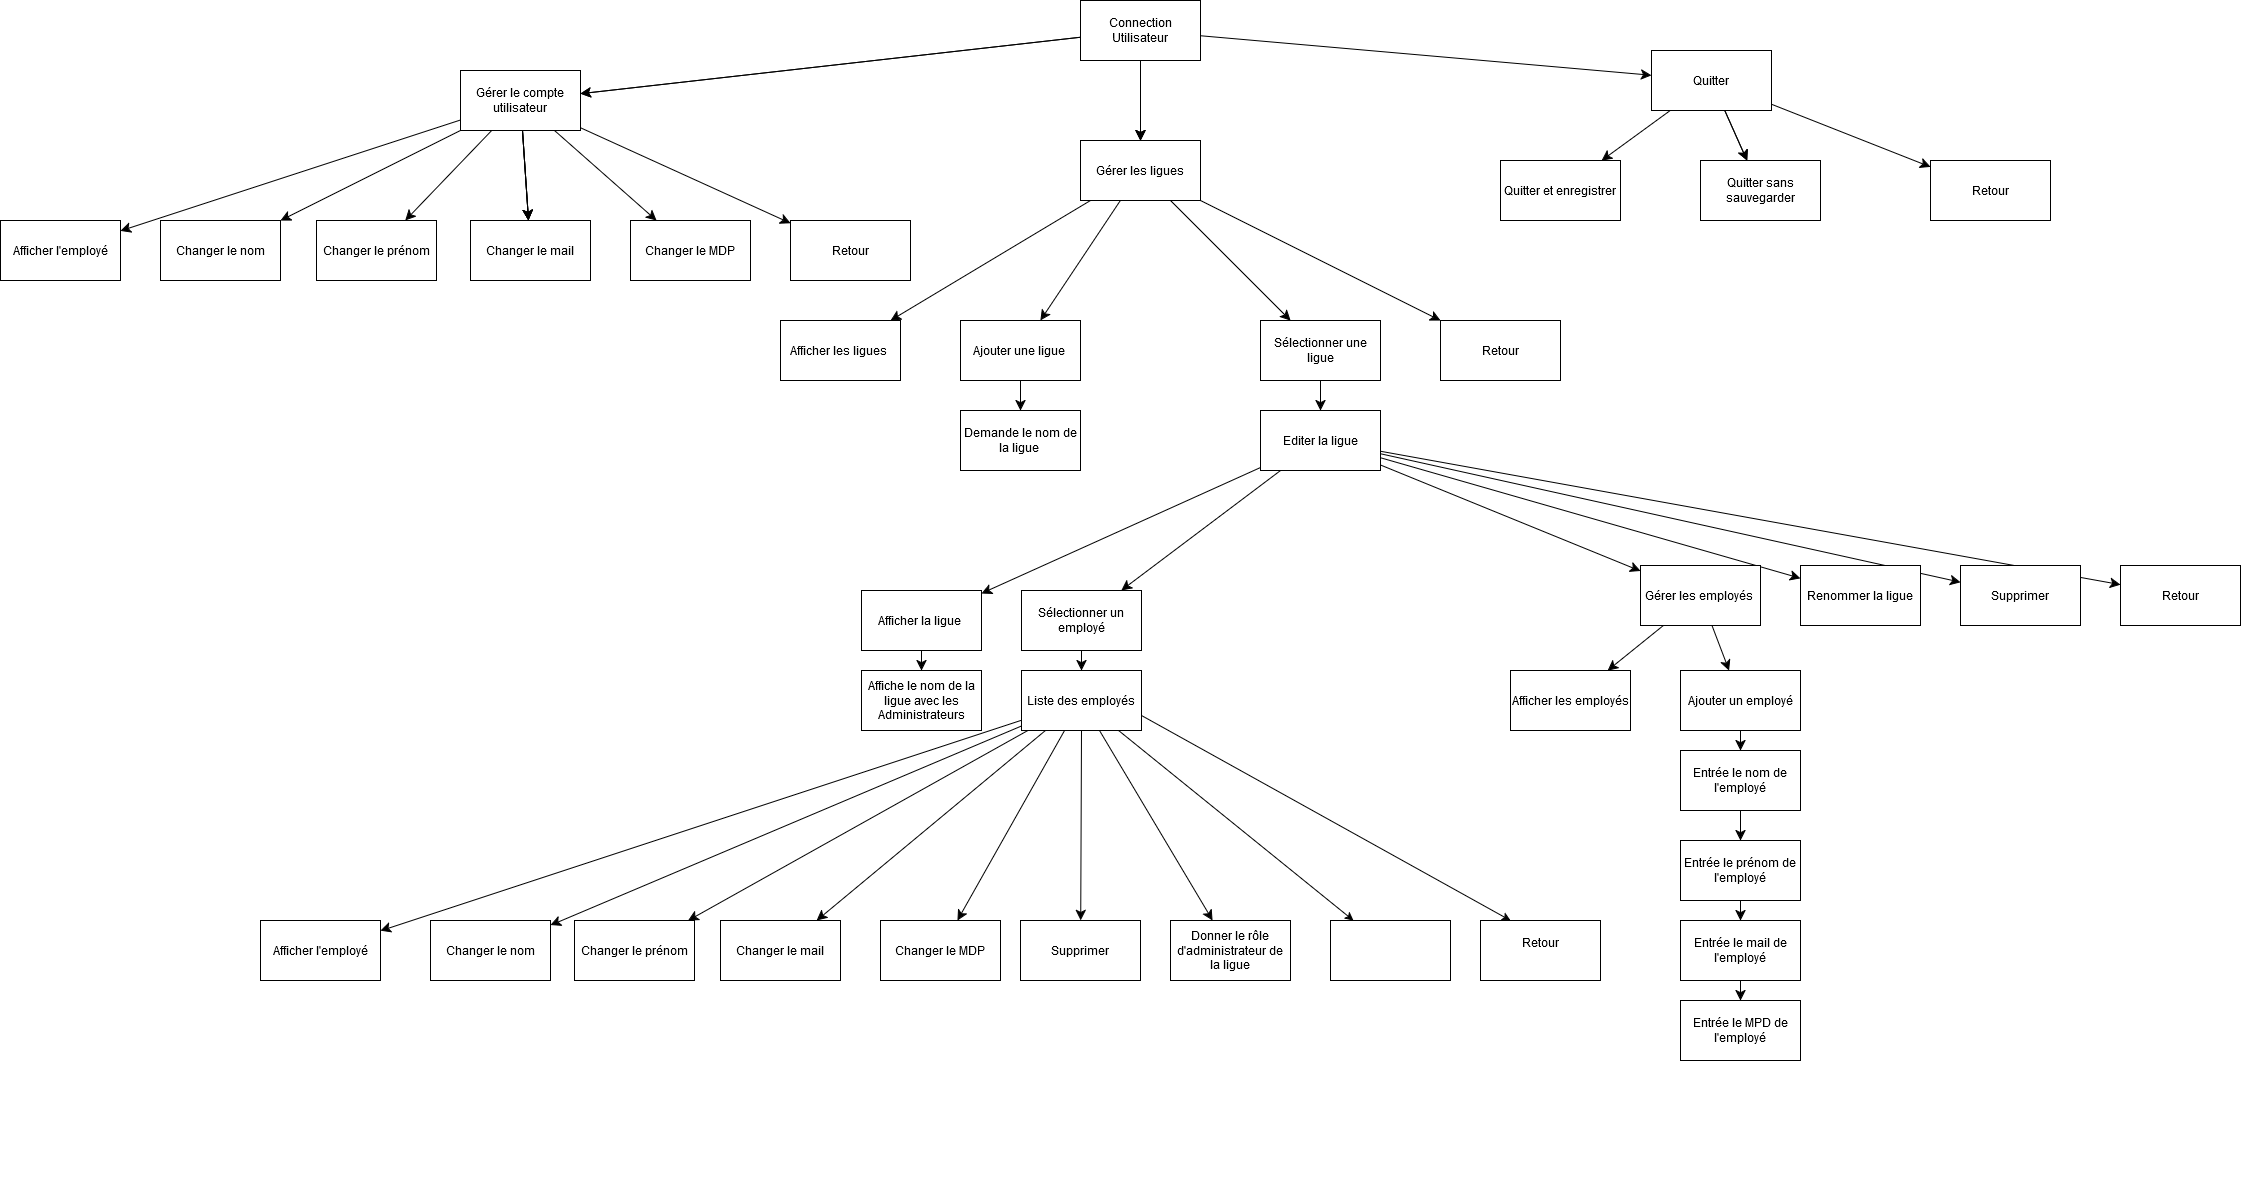 Connection
Utilisateur
Gérer le compte
utilisateur
Quitter
Gérer les ligues
Quitter et enregistrer
Quitter sans
sauvegarder
Retour
Afficher l'employé
Changer le nom
Changer le prénom
Changer le mail
Changer le MDP
Retour
Afficher les ligues
Ajouter une ligue
Sélectionner une
ligue
Retour
Demande le nom de
la ligue
Editer la ligue
Afficher la ligue
Sélectionner un
employé
Gérer les employés
Renommer la ligue
Supprimer
Retour
Affiche le nom de la
ligue avec les
Administrateurs
Liste des employés
Afficher les employés
Ajouter un employé
Entrée le nom de
l'employé
Entrée le prénom de
l'employé
Afficher l'employé
Changer le nom
Changer le prénom
Changer le mail
Changer le MDP
Supprimer
Donner le rôle
d'administrateur de
la ligue
Retour
Entrée le mail de
l'employé
Entrée le MPD de
l'employé